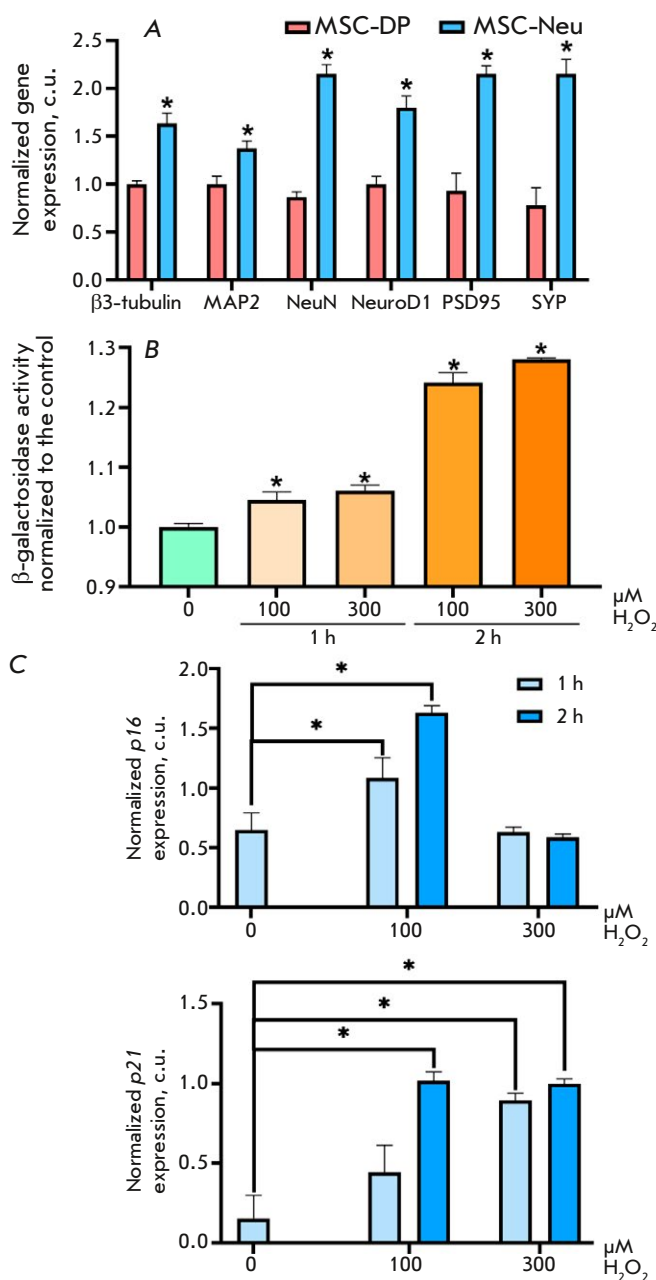 A
MSC-DP
MSC-Neu
Normalized gene
expression, c.u.
2.5
2.0
1.5
1.0
0.5
0.0
* * * * * *
β3-tubulin MAP2 NeuN NeuroD1 PSD95 SYP
B
β-galactosidase activity
normalized to the control
1.3
1.2
1.1
1.0
0.9
* * * *
0 100 300 100 300
µM
H₂O₂
1 h 2 h
C
Normalized p16
expression, c.u.
2.0
1.5
1.0
0.5
0.0
*
*
1 h
2 h
0 100 300
µM
H₂O₂
Normalized p21
expression, c.u.
1.5
1.0
0.5
0.0
*
*
*
0 100 300
µM
H₂O₂